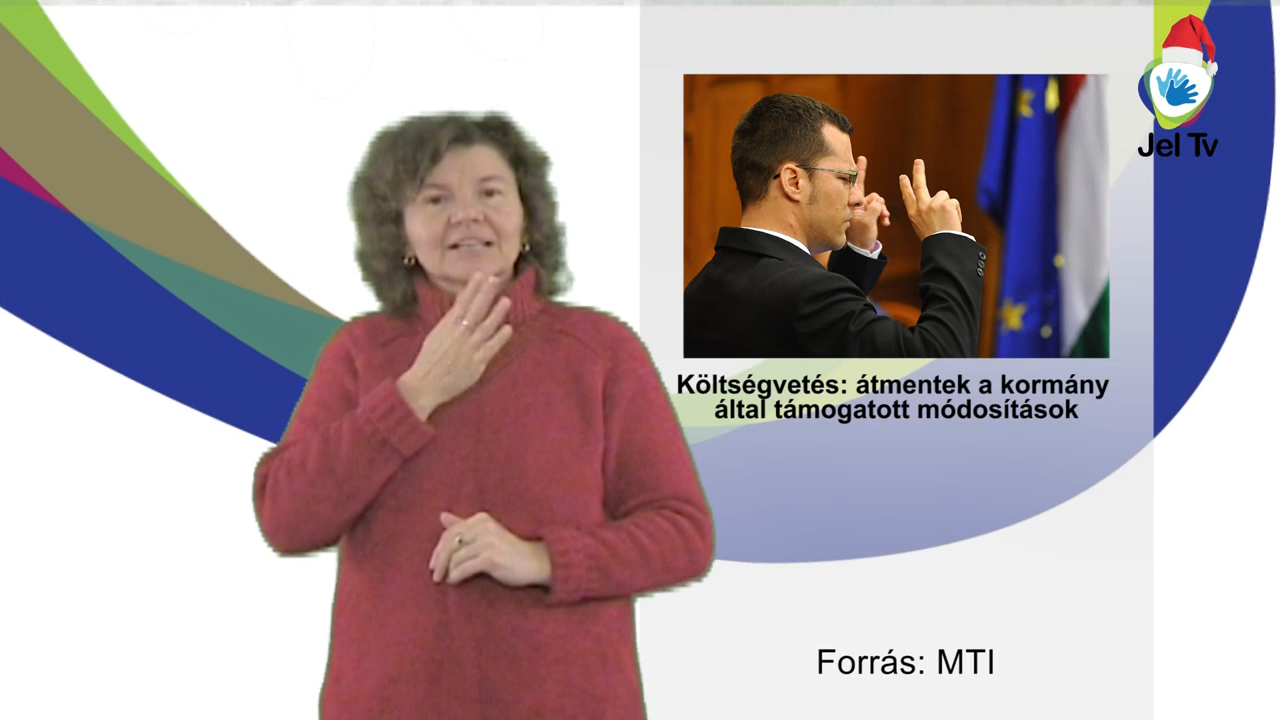 Jel Tv
Költségvetés: átmentek a kormány
által támogatott módosítások
Forrás: MTI